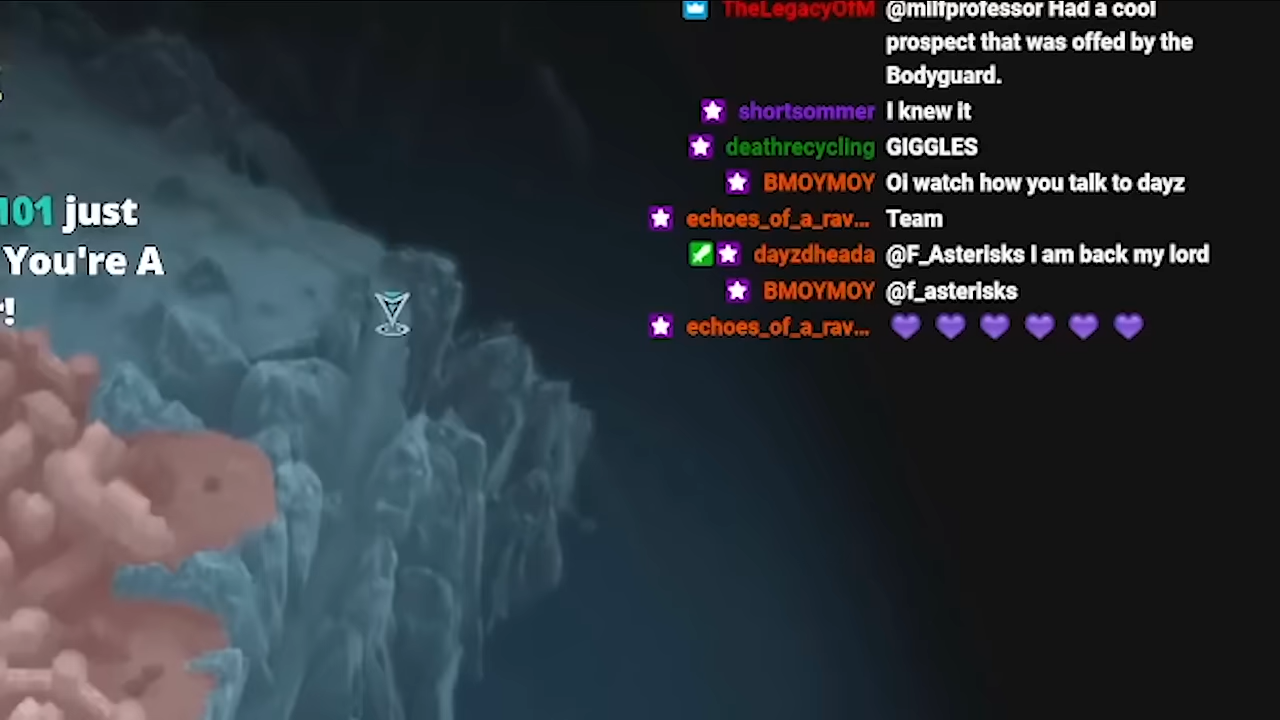 TheLegacyOfM @milfprofessor Had a cool
prospect that was offed by the
Bodyguard.
shortsommer I knew it
deathrecycling GIGGLES
BMOYMOY Oi watch how you talk to dayz
echoes_of_a_rav... Team
dayzdheada @F_Asterisks I am back my lord
BMOYMOY @f_asterisks
echoes_of_a_rav... 💜 💜 💜 💜 💜 💜
101 just
You're A